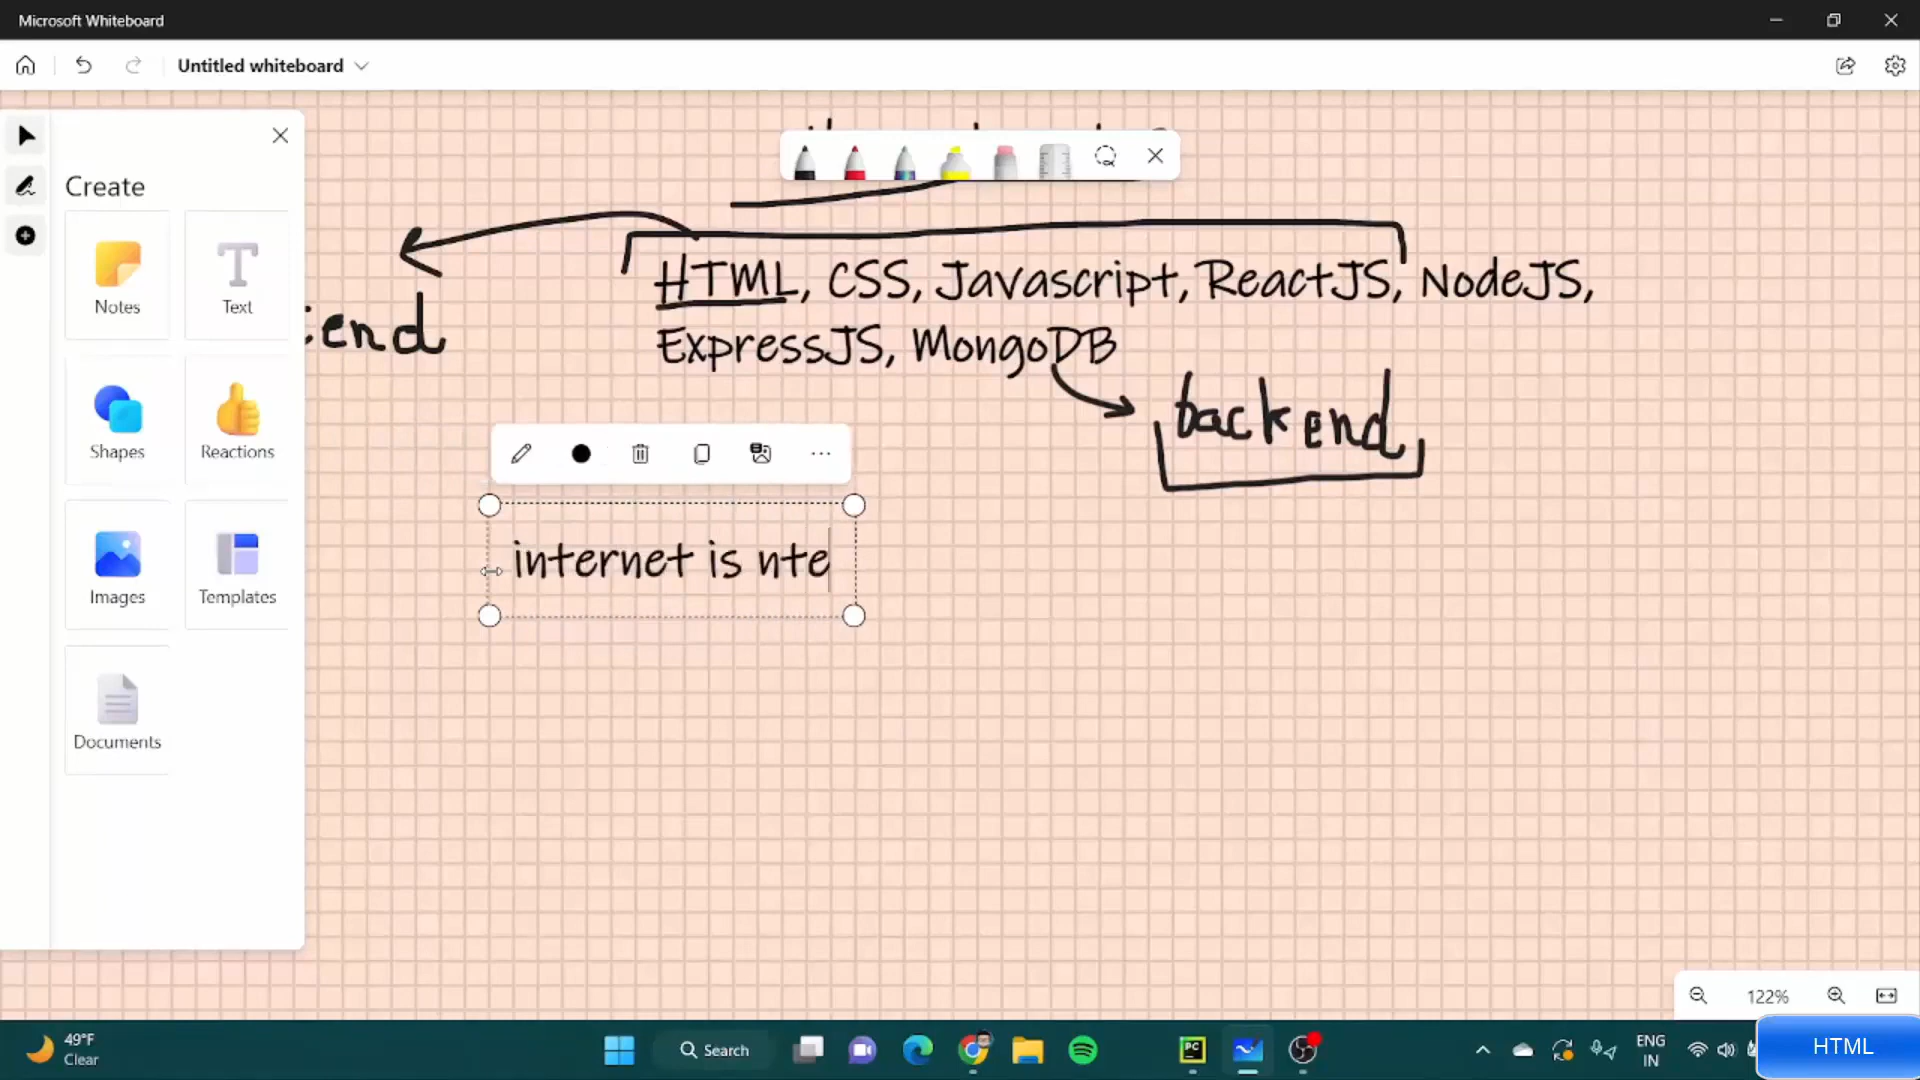 Microsoft Whiteboard
Untitled whiteboard
Create
Notes
Text
Shapes
Reactions
Images
Templates
Documents
HTML, CSS, Javascript, ReactJS, NodeJS,
ExpressJS, MongoDB
end
backend
internet is nte
122%
49°F
Clear
Search
PC
ENG
IN
HTML